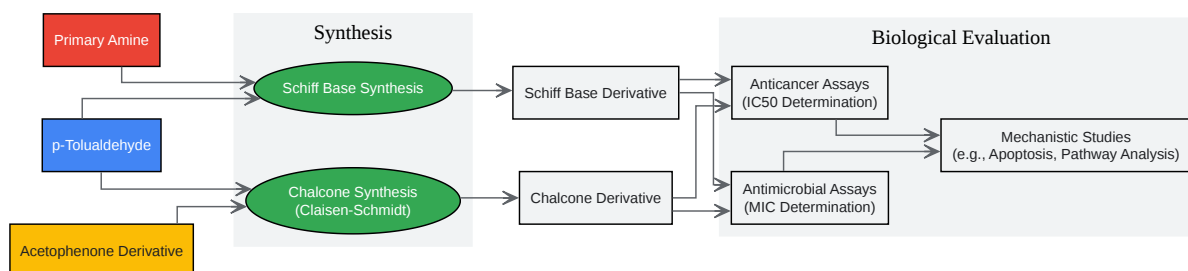 Primary Amine
p-Tolualdehyde
Acetophenone Derivative
Synthesis
Schiff Base Synthesis
Chalcone Synthesis
(Claisen-Schmidt)
Schiff Base Derivative
Chalcone Derivative
Biological Evaluation
Anticancer Assays
(IC50 Determination)
Antimicrobial Assays
(MIC Determination)
Mechanistic Studies
(e.g., Apoptosis, Pathway Analysis)